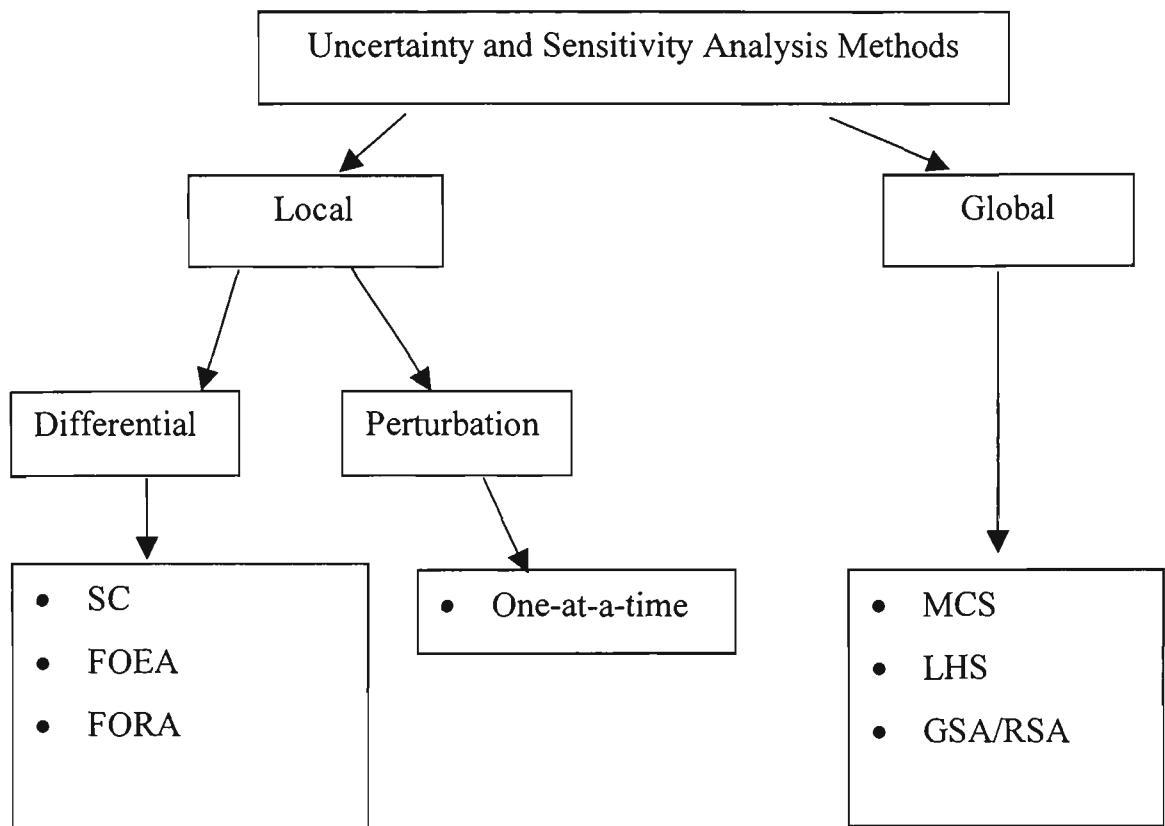 Uncertainty and Sensitivity Analysis Methods
Local
Global
Differential
Perturbation
• SC
• FOEA
• FORA
• One-at-a-time
• MCS
• LHS
• GSA/RSA